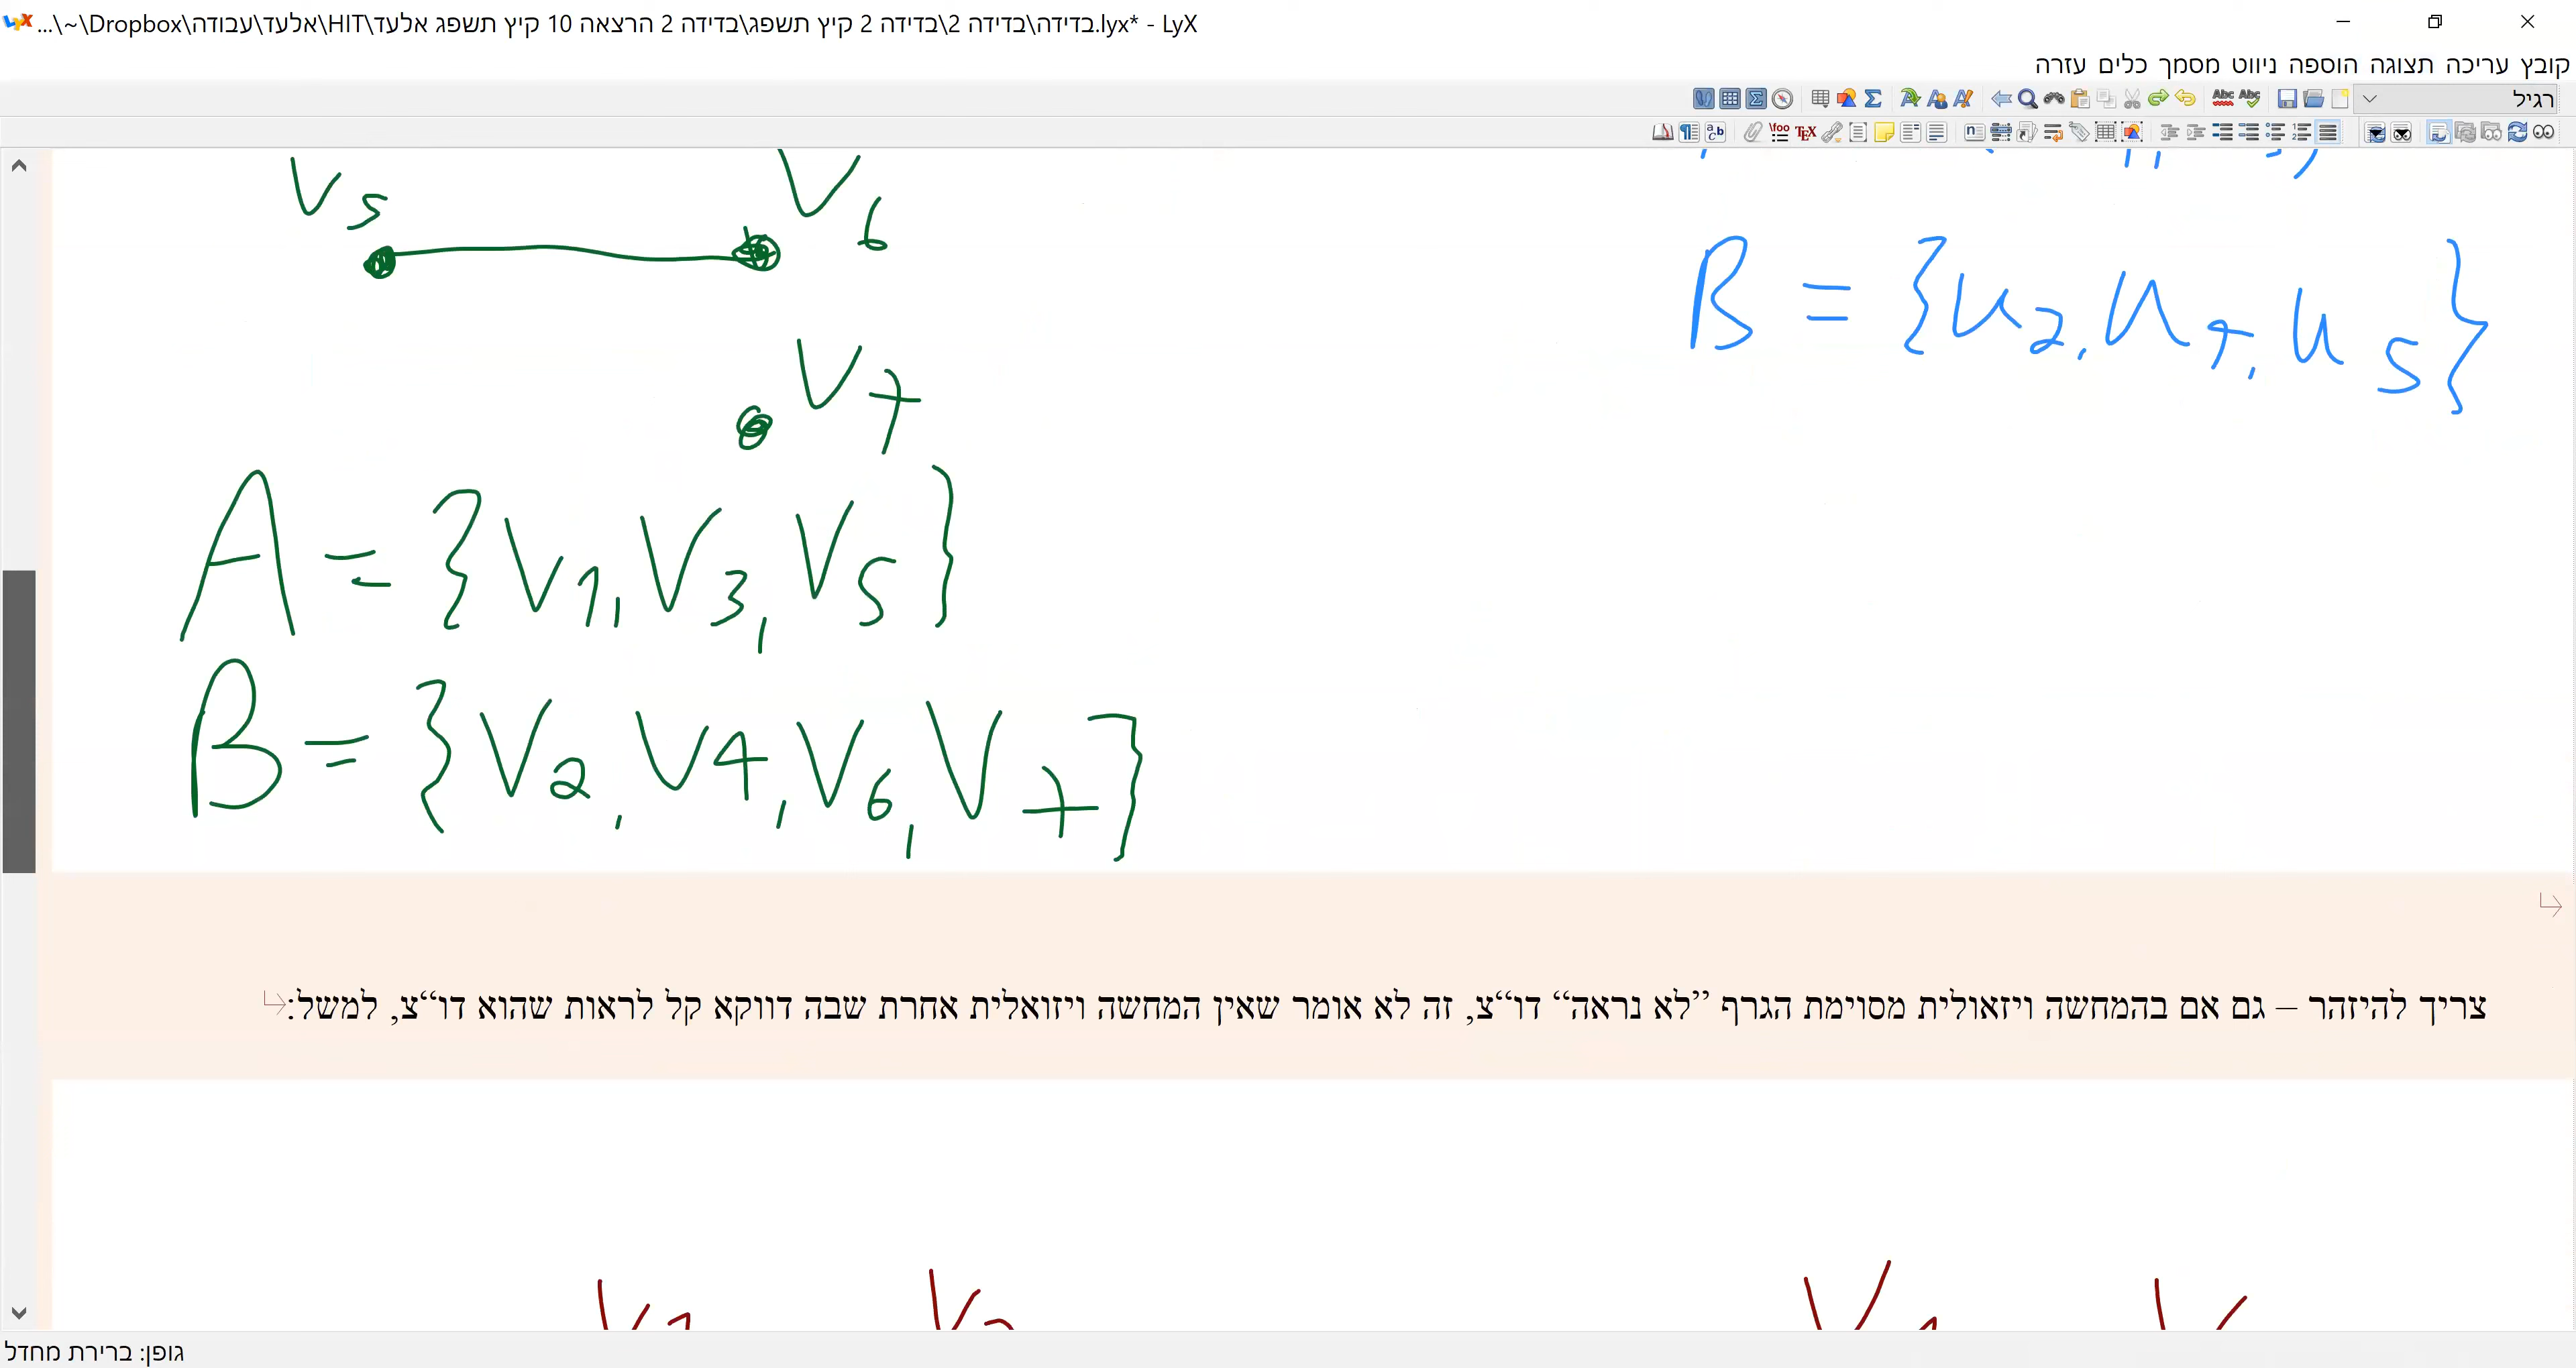 ...\~\Dropbox\עבודה\אלעד\HIT\בדידה\בדידה 2\בדידה 2 קיץ תשפג\בדידה 2 הרצאה 10 קיץ תשפג אלעד.lyx* - LyX
קובץ עריכה תצוגה הוספה ניווט מסמך כלים עזרה
רגיל
V5 V6
B = {u2, u7, u5}
V7
A = {V1, V3, V5}
B = {V2, V4, V6, V7}
צריך להיזהר – גם אם בהמחשה ויזאולית מסוימת הגרף ”לא נראה“ דו“צ, זה לא אומר שאין המחשה ויזואלית אחרת שבה דווקא קל לראות שהוא דו“צ, למשל:
גופן: ברירת מחדל